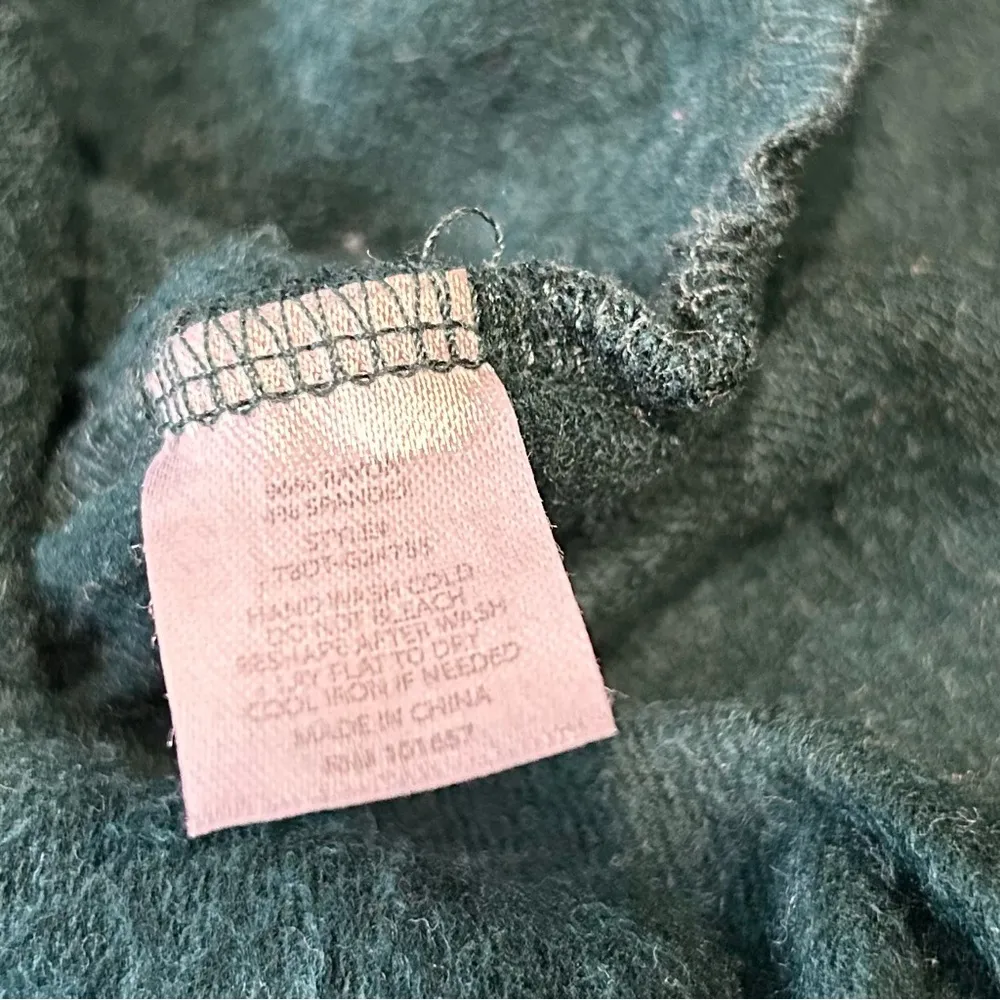 RAYON
SPANDEX
STYLE#
HAND WASH COLD
DO NOT BLEACH
RESHAPE AFTER WASH
LAY FLAT TO DRY
COOL IRON IF NEEDED
MADE IN CHINA
RN# 101657